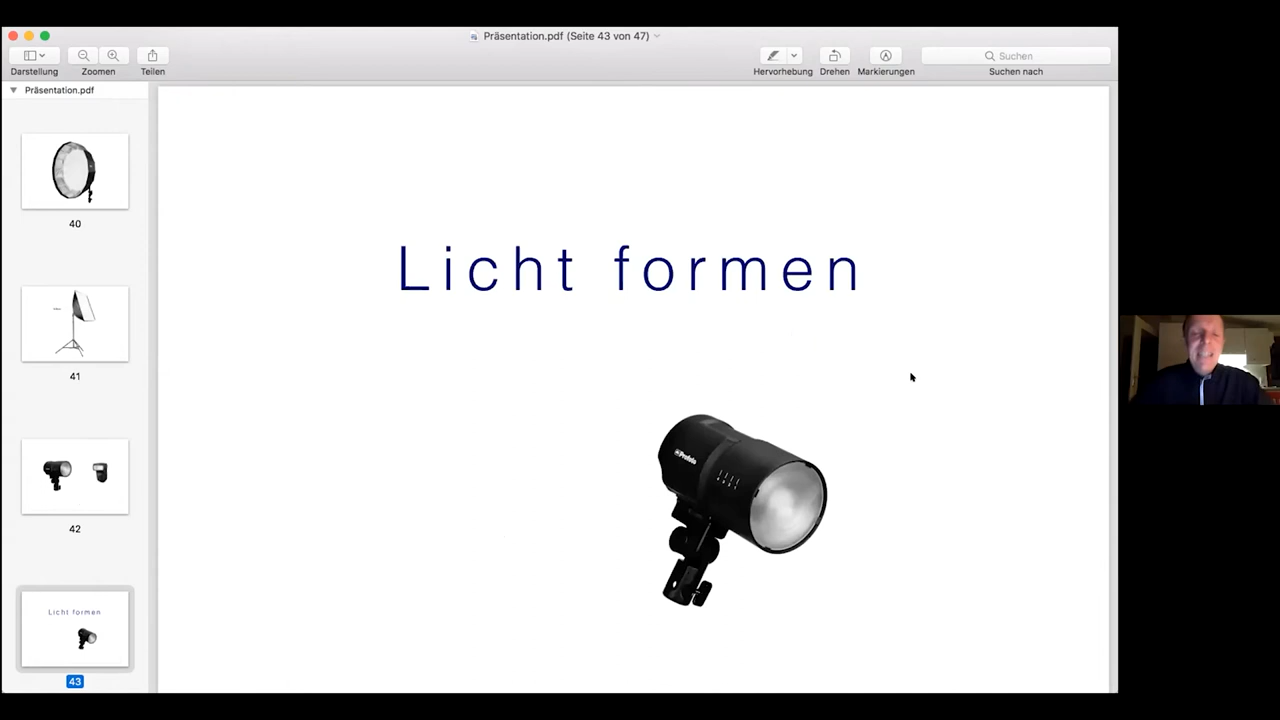 Präsentation.pdf (Seite 43 von 47)
Darstellung
Zoomen
Teilen
Hervorhebung
Drehen
Markierungen
Suchen
Suchen nach
Präsentation.pdf
40
41
42
Licht formen
43
Licht formen
Profoto